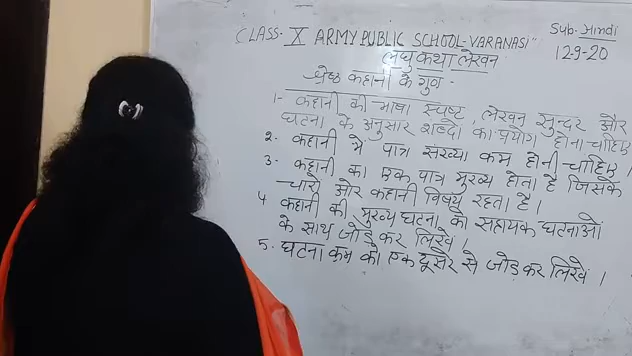 CLASS- X ARMY PUBLIC SCHOOL-VARANASI" Sub- हिन्दी
लघु कथा लेखन 12-9-20
श्रेष्ठ कहानी के गुण -
1- कहानी की भाषा स्पष्ट, लेखन सुन्दर और
घटना के अनुसार शब्दों का प्रयोग होना चाहिए
2- कहानी में पात्र संख्या कम होनी चाहिए ।
3- कहानी का एक पात्र मुख्य होता है जिसके
चारों ओर कहानी विषय रहता है ।
4 कहानी की मुख्य घटना को सहायक घटनाओं
के साथ जोड़ कर लिखें ।
5. घटना क्रम को एक दूसरे से जोड़ कर लिखें ।